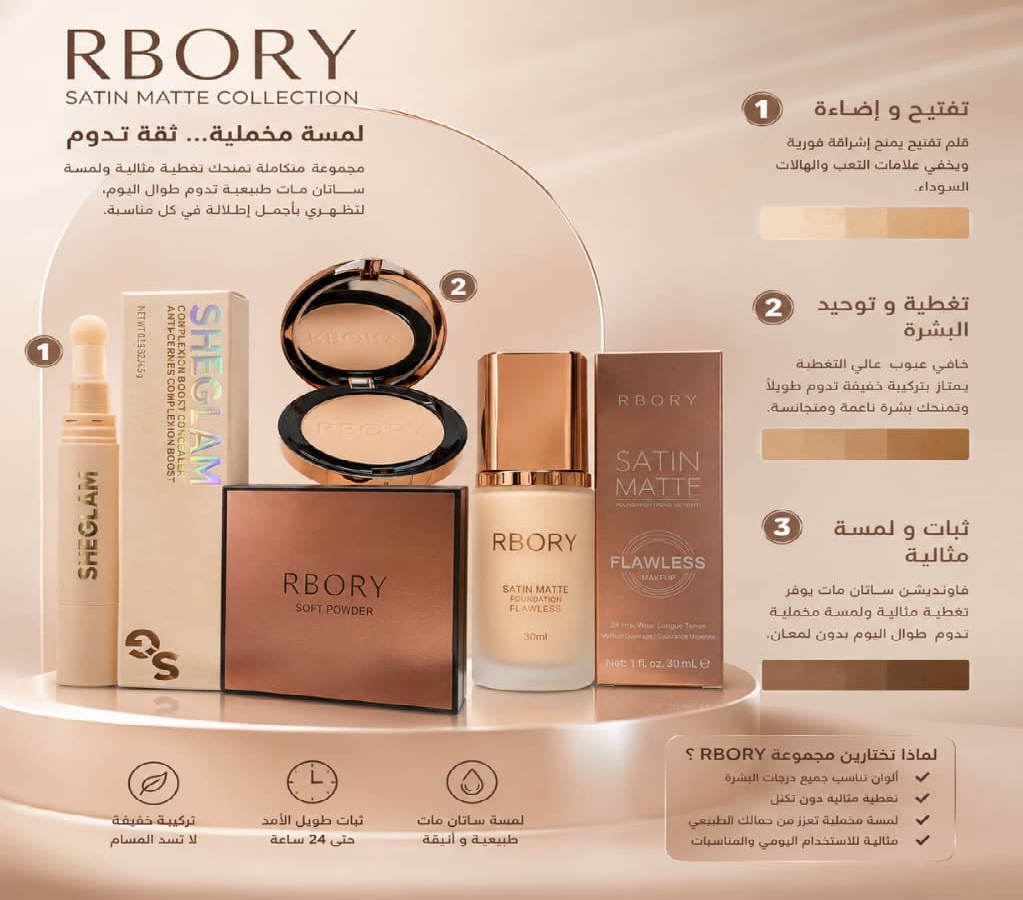 RBORY
SATIN MATTE COLLECTION
لمسة مخملية... ثقة تدوم
مجموعة متكاملة تمنحك تغطية مثالية ولمسة
ساتان مات طبيعية تدوم طوال اليوم،
لتظهري بأجمل إطلالة في كل مناسبة.
1
تفتيح و إضاءة
قلم تفتيح يمنح إشراقة فورية
ويخفي علامات التعب والهالات
السوداء.
2
تغطية و توحيد
البشرة
خافي عيوب عالي التغطية
يمتاز بتركيبة خفيفة تدوم طويلاً
وتمنحك بشرة ناعمة ومتجانسة.
3
ثبات و لمسة
مثالية
فاونديشن ساتان مات يوفر
تغطية مثالية ولمسة مخملية
تدوم طوال اليوم بدون لمعان.
1
SHEGLAM
SHEGLAM
COMPLEXION BOOST CONCEALER
ANTI-CERNES COMPLEXION BOOST
GS
2
RBORY
RBORY
RBORY
SOFT POWDER
RBORY
SATIN MATTE
FOUNDATION
FLAWLESS
30ml
RBORY
SATIN
MATTE
FLAWLESS
MAKEUP
24 Hrs. Wear Longue Tenue
Net: 1 fl. oz. 30 mL e
لمسة ساتان مات
طبيعية و أنيقة
ثبات طويل الأمد
حتى 24 ساعة
تركيبة خفيفة
لا تسد المسام
لماذا تختارين مجموعة RBORY ؟
ألوان تناسب جميع درجات البشرة
تغطية مثالية دون تكتل
لمسة مخملية تعزز من جمالك الطبيعي
مثالية للاستخدام اليومي والمناسبات